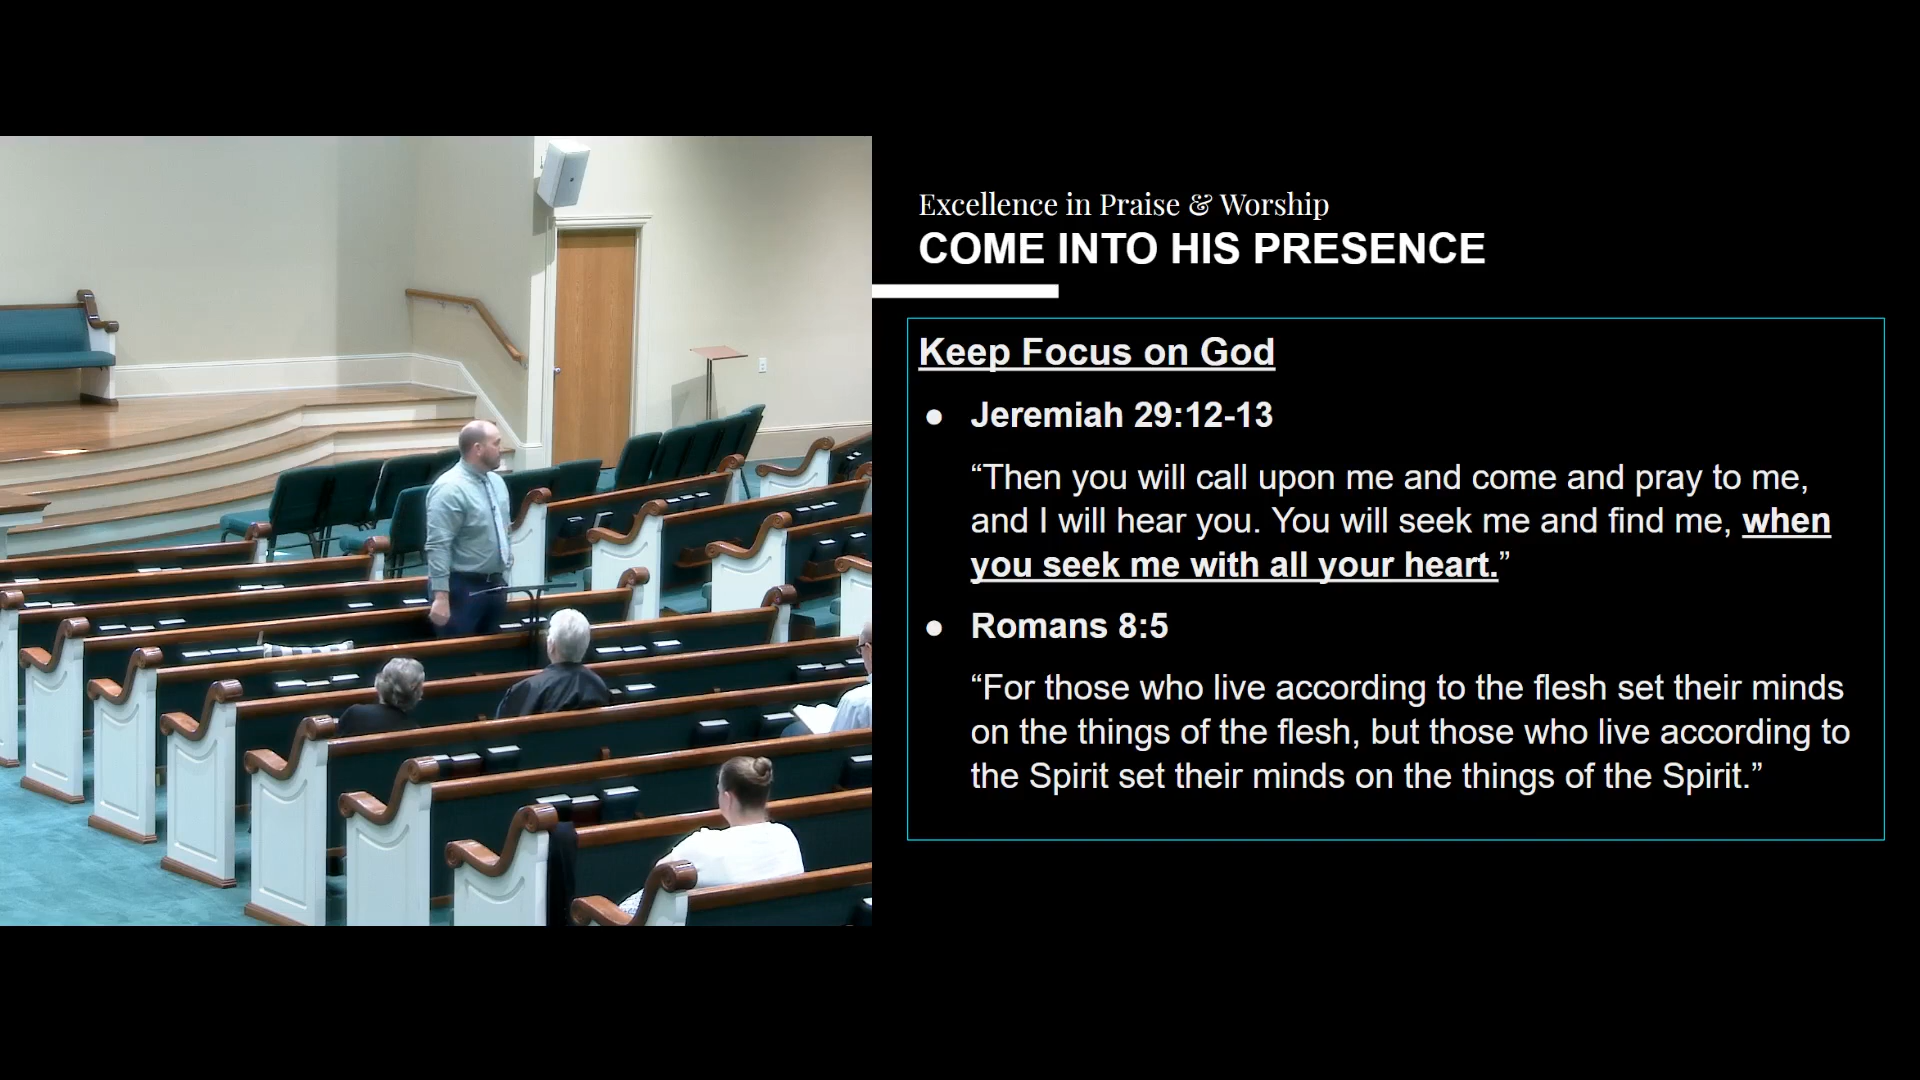 Excellence in Praise & Worship
COME INTO HIS PRESENCE
Keep Focus on God
● Jeremiah 29:12-13
“Then you will call upon me and come and pray to me,
and I will hear you. You will seek me and find me, when
you seek me with all your heart.”
● Romans 8:5
“For those who live according to the flesh set their minds
on the things of the flesh, but those who live according to
the Spirit set their minds on the things of the Spirit.”